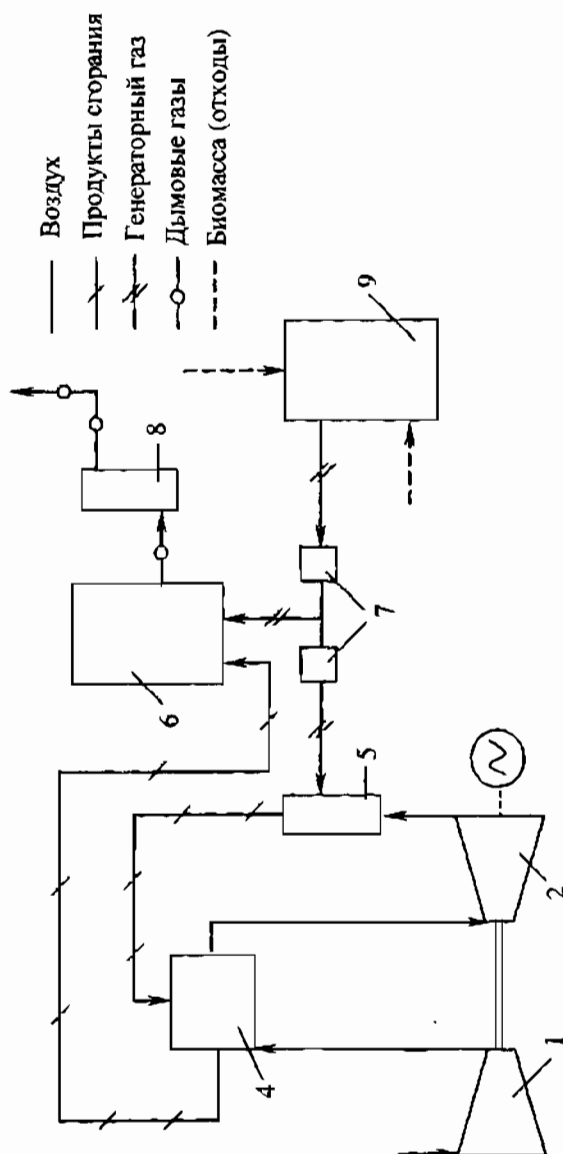 Воздух
Продукты сгорания
Генераторный газ
Дымовые газы
Биомасса (отходы)
8
6
7
9
5
4
2
1